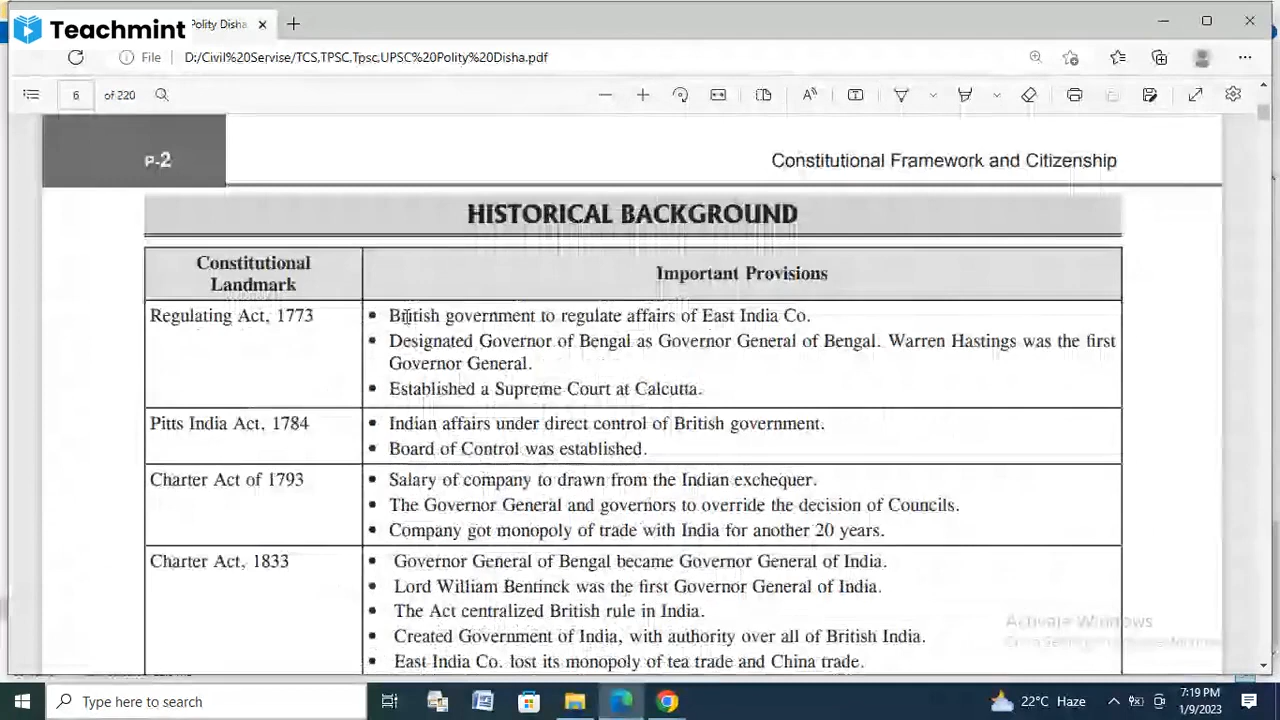 Teachmint
Polity Disha
File
D:/Civil%20Servise/TCS,TPSC,Tpsc,UPSC%20Polity%20Disha.pdf
6 of 220
P-2
Constitutional Framework and Citizenship
HISTORICAL BACKGROUND
Constitutional
Landmark
Important Provisions
Regulating Act, 1773
• British government to regulate affairs of East India Co.
• Designated Governor of Bengal as Governor General of Bengal. Warren Hastings was the first
Governor General.
• Established a Supreme Court at Calcutta.
Pitts India Act, 1784
• Indian affairs under direct control of British government.
• Board of Control was established.
Charter Act of 1793
• Salary of company to drawn from the Indian exchequer.
• The Governor General and governors to override the decision of Councils.
• Company got monopoly of trade with India for another 20 years.
Charter Act, 1833
• Governor General of Bengal became Governor General of India.
• Lord William Bentinck was the first Governor General of India.
• The Act centralized British rule in India.
• Created Government of India, with authority over all of British India.
• East India Co. lost its monopoly of tea trade and China trade.
Activate Windows
Type here to search
22°C Haze
7:19 PM
1/9/2023